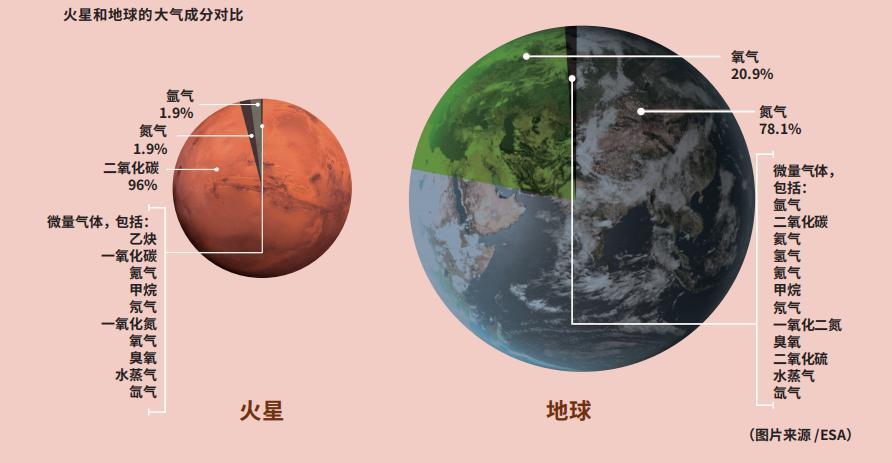 火星和地球的大气成分对比
氩气
1.9%
氮气
1.9%
二氧化碳
96%
微量气体，包括：
乙炔
一氧化碳
氪气
甲烷
氖气
一氧化氮
氧气
臭氧
水蒸气
氙气
火星
氧气
20.9%
氮气
78.1%
微量气体，
包括：
氩气
二氧化碳
氦气
氢气
氪气
甲烷
氖气
一氧化二氮
臭氧
二氧化硫
水蒸气
氙气
地球
（图片来源 /ESA）